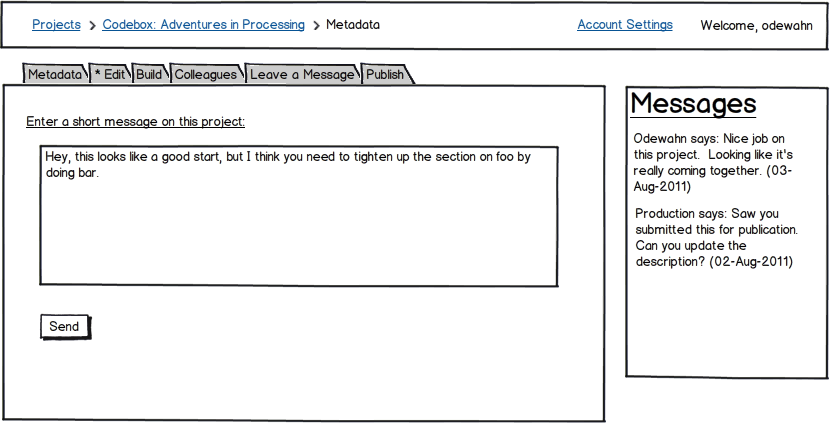 Projects > Codebox: Adventures in Processing > Metadata Account Settings Welcome, odewahn
Metadata * Edit Build Colleagues Leave a Message Publish
Enter a short message on this project:
Hey, this looks like a good start, but I think you need to tighten up the section on foo by
doing bar.
Send
Messages
Odewahn says: Nice job on
this project. Looking like it's
really coming together. (03-
Aug-2011)
Production says: Saw you
submitted this for publication.
Can you update the
description? (02-Aug-2011)